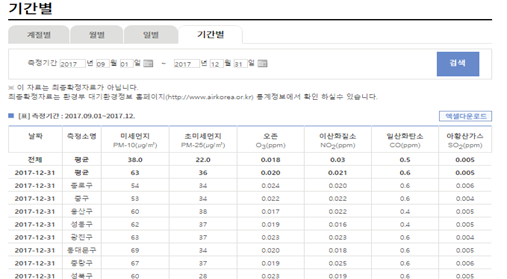 기간별
계절별 월별 일별 기간별
측정기간 2017 년 09 월 01 일 ~ 2017 년 12 월 31 일 검색
※ 이 자료는 최종확정자료가 아닙니다.
최종확정자료는 환경부 대기환경정보 홈페이지(http://www.airkorea.or.kr) 통계정보에서 확인 하실수 있습니다.
[표] 측정기간 : 2017.09.01~2017.12. 엑셀다운로드
날짜 측정소명 미세먼지 PM-10(μg/㎥) 초미세먼지 PM-25(μg/㎥) 오존 O3(ppm) 이산화질소 NO2(ppm) 일산화탄소 CO(ppm) 아황산가스 SO2(ppm)
전체 평균 38.0 22.0 0.018 0.03 0.5 0.005
2017-12-31 평균 63 36 0.020 0.021 0.6 0.005
2017-12-31 종로구 54 34 0.024 0.020 0.6 0.006
2017-12-31 중구 53 34 0.022 0.022 0.6 0.004
2017-12-31 용산구 60 38 0.017 0.022 0.6 0.005
2017-12-31 성동구 62 37 0.019 0.016 0.4 0.005
2017-12-31 광진구 63 37 0.023 0.023 0.6 0.004
2017-12-31 동대문구 69 34 0.020 0.018 0.6 0.005
2017-12-31 중랑구 67 37 0.019 0.025 0.6 0.006
2017-12-31 성북구 60 28 0.023 0.019 0.6 0.005